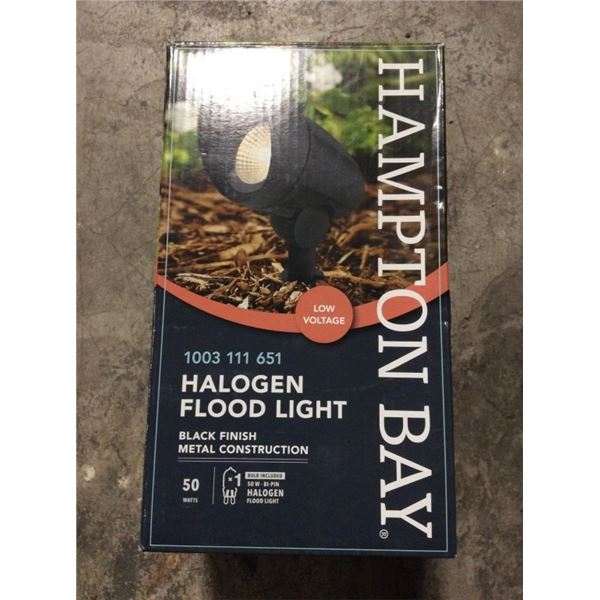 HAMPTON BAY®
LOW
VOLTAGE
1003 111 651
HALOGEN
FLOOD LIGHT
BLACK FINISH
METAL CONSTRUCTION
50
WATTS
× 1
BULB INCLUDED
50 W - BI-PIN
HALOGEN
FLOOD LIGHT